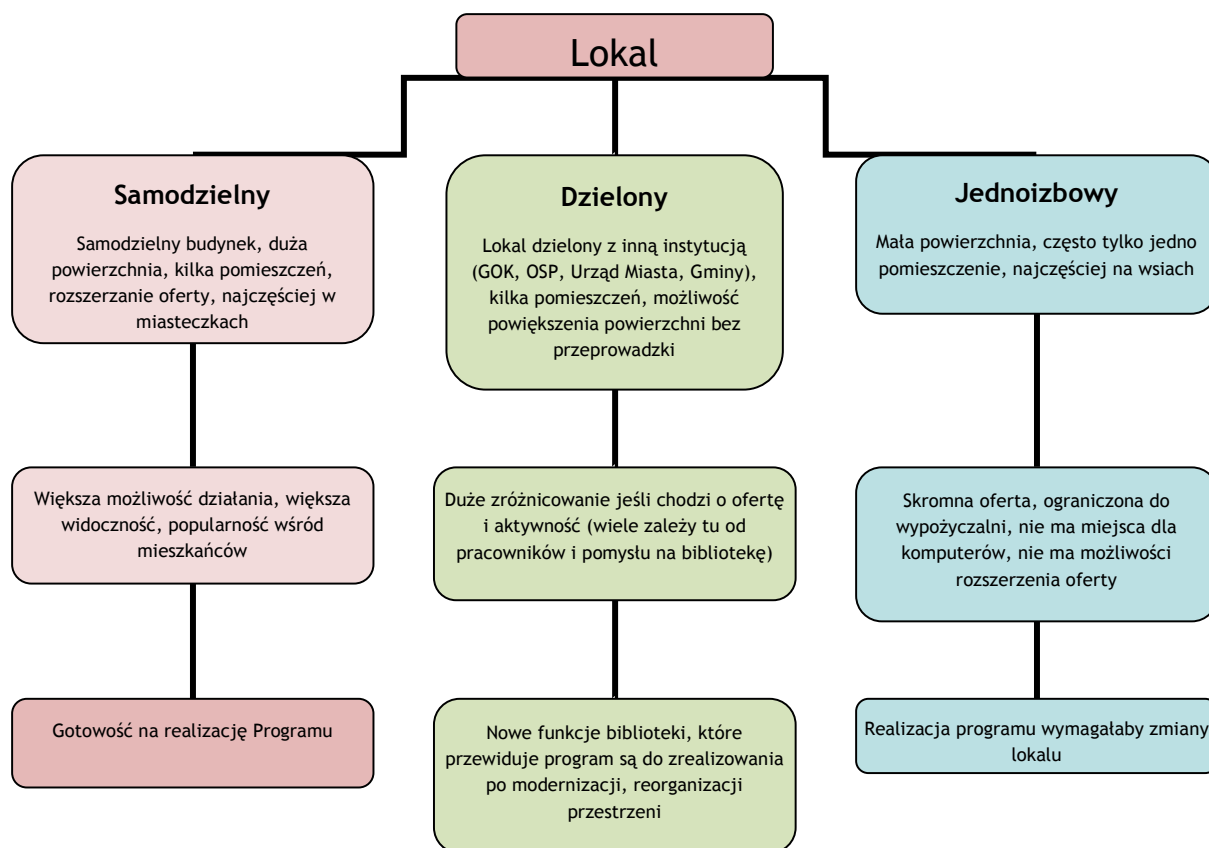 Lokal
Samodzielny
Samodzielny budynek, duża
powierzchnia, kilka pomieszczeń,
rozszerzanie oferty, najczęściej w
miasteczkach
Większa możliwość działania, większa
widoczność, popularność wśród
mieszkańców
Gotowość na realizację Programu
Dzielony
Lokal dzielony z inną instytucją
(GOK, OSP, Urząd Miasta, Gminy),
kilka pomieszczeń, możliwość
powiększenia powierzchni bez
przeprowadzki
Duże zróżnicowanie jeśli chodzi o ofertę
i aktywność (wiele zależy tu od
pracowników i pomysłu na bibliotekę)
Nowe funkcje biblioteki, które
przewiduje program są do zrealizowania
po modernizacji, reorganizacji
przestrzeni
Jednoizbowy
Mała powierzchnia, często tylko jedno
pomieszczenie, najczęściej na wsiach
Skromna oferta, ograniczona do
wypożyczalni, nie ma miejsca dla
komputerów, nie ma możliwości
rozszerzenia oferty
Realizacja programu wymagałaby zmiany
lokalu